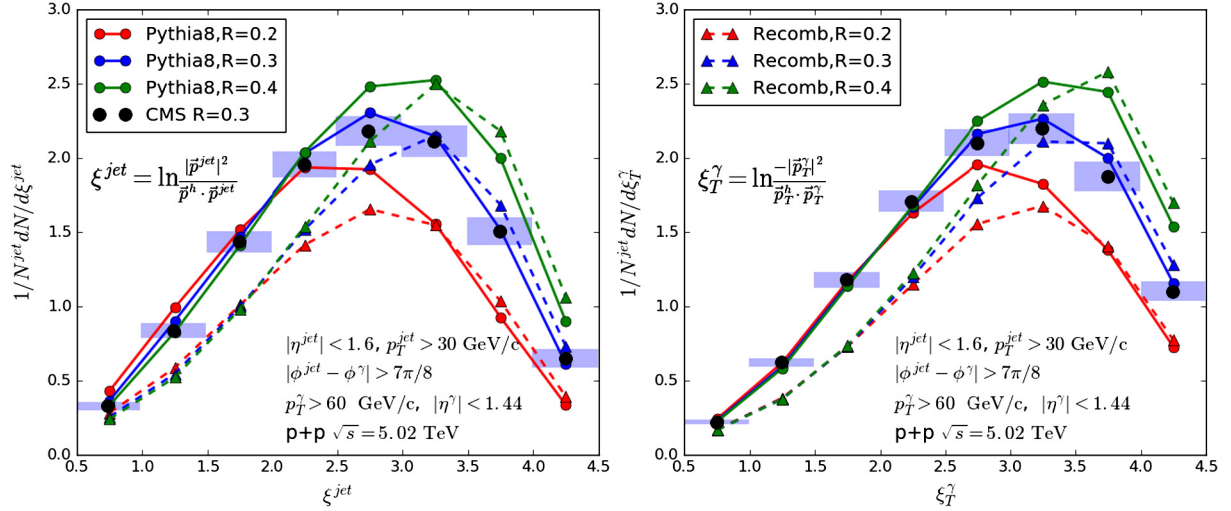 3.0
2.5
2.0
1.5
1.0
0.5
0.0
0.5 1.0 1.5 2.0 2.5 3.0 3.5 4.0 4.5
1/N^{jet} dN/dξ^{jet}
ξ^{jet}
Pythia8,R=0.2
Pythia8,R=0.3
Pythia8,R=0.4
CMS R=0.3
ξ^{jet} = ln |p⃗^{jet}|² / p⃗^h · p⃗^{jet}
|η^{jet}| < 1.6, p_T^{jet} > 30 GeV/c
|ϕ^{jet} − ϕ^γ| > 7π/8
p_T^γ > 60 GeV/c, |η^γ| < 1.44
p+p √s = 5.02 TeV
3.0
2.5
2.0
1.5
1.0
0.5
0.0
0.5 1.0 1.5 2.0 2.5 3.0 3.5 4.0 4.5
1/N^{jet} dN/dξ_T^γ
ξ_T^γ
Recomb,R=0.2
Recomb,R=0.3
Recomb,R=0.4
ξ_T^γ = ln −|p⃗_T^γ|² / p⃗_T^h · p⃗_T^γ
|η^{jet}| < 1.6, p_T^{jet} > 30 GeV/c
|ϕ^{jet} − ϕ^γ| > 7π/8
p_T^γ > 60 GeV/c, |η^γ| < 1.44
p+p √s = 5.02 TeV